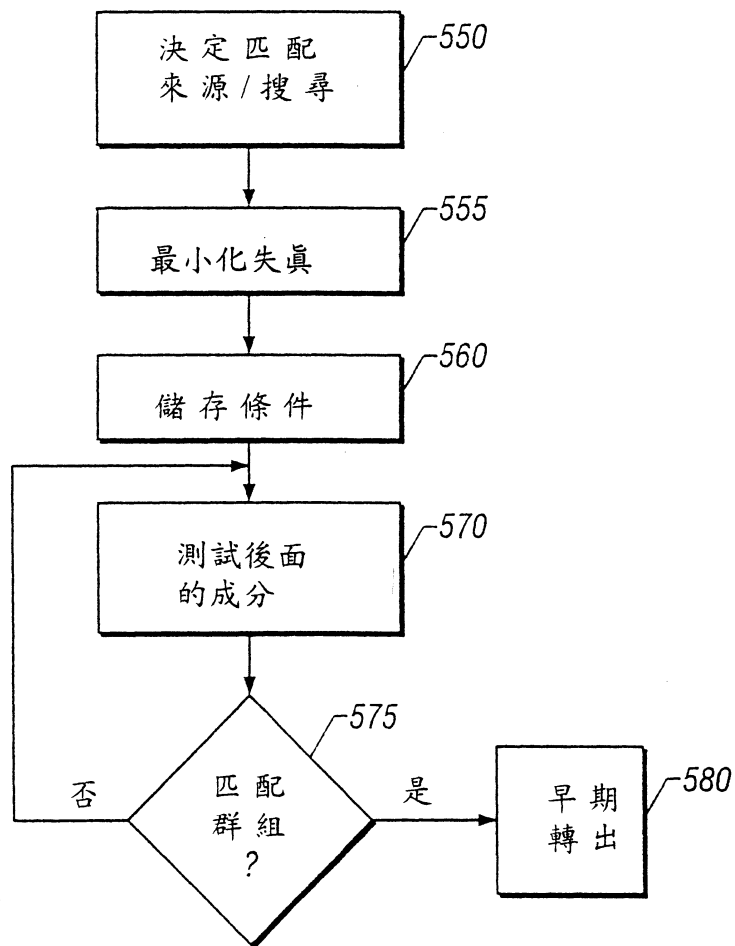 決定匹配
來源/搜尋
550
最小化失眞
555
儲存條件
560
測試後面
的成分
570
匹配
群組
?
575
否
是
早期
轉出
580